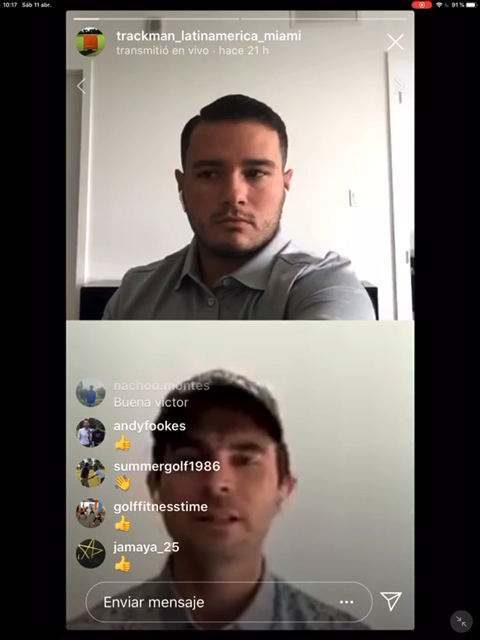 10:17 Sáb 11 abr.
91 %
trackman_latinamerica_miami
transmitió en vivo · hace 21 h
nachoo.montes
Buena victor
andyfookes
👍
summergolf1986
👋
golffitnesstime
👍
jamaya_25
👍
Enviar mensaje